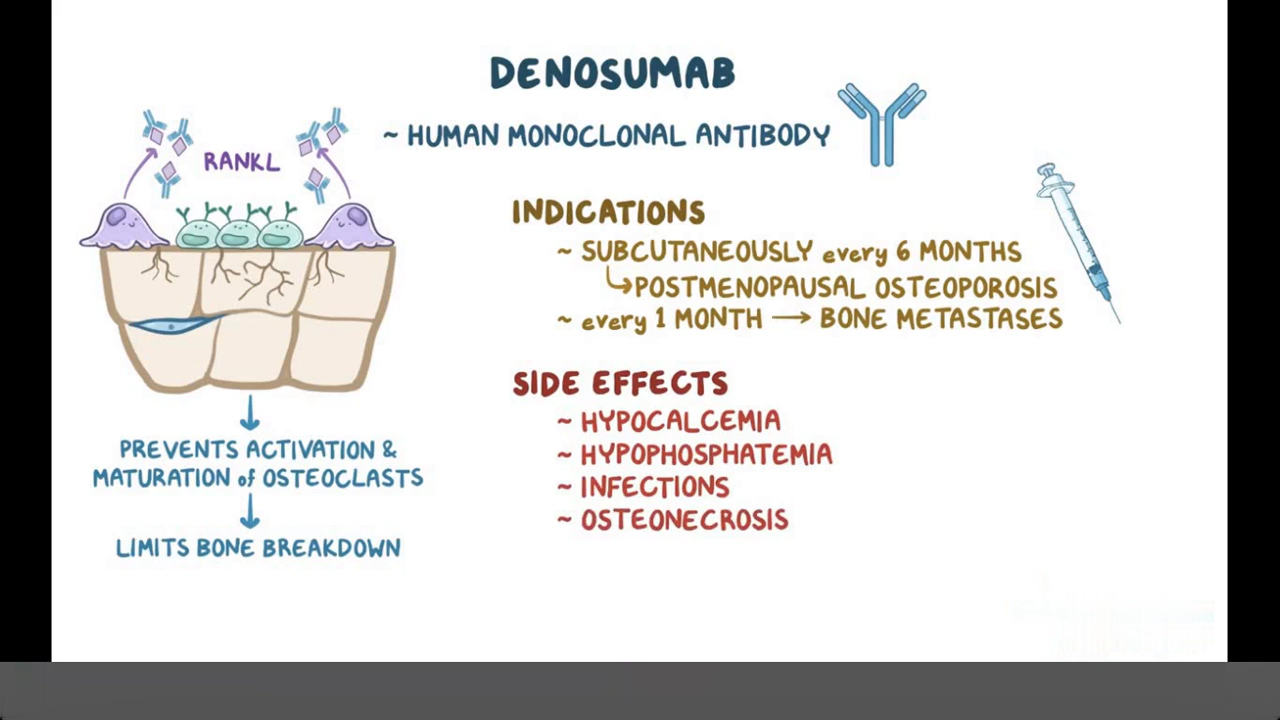 DENOSUMAB
~ HUMAN MONOCLONAL ANTIBODY
RANKL
INDICATIONS
~ SUBCUTANEOUSLY every 6 MONTHS
POSTMENOPAUSAL OSTEOPOROSIS
~ every 1 MONTH → BONE METASTASES
SIDE EFFECTS
~ HYPOCALCEMIA
~ HYPOPHOSPHATEMIA
~ INFECTIONS
~ OSTEONECROSIS
PREVENTS ACTIVATION &
MATURATION of OSTEOCLASTS
LIMITS BONE BREAKDOWN